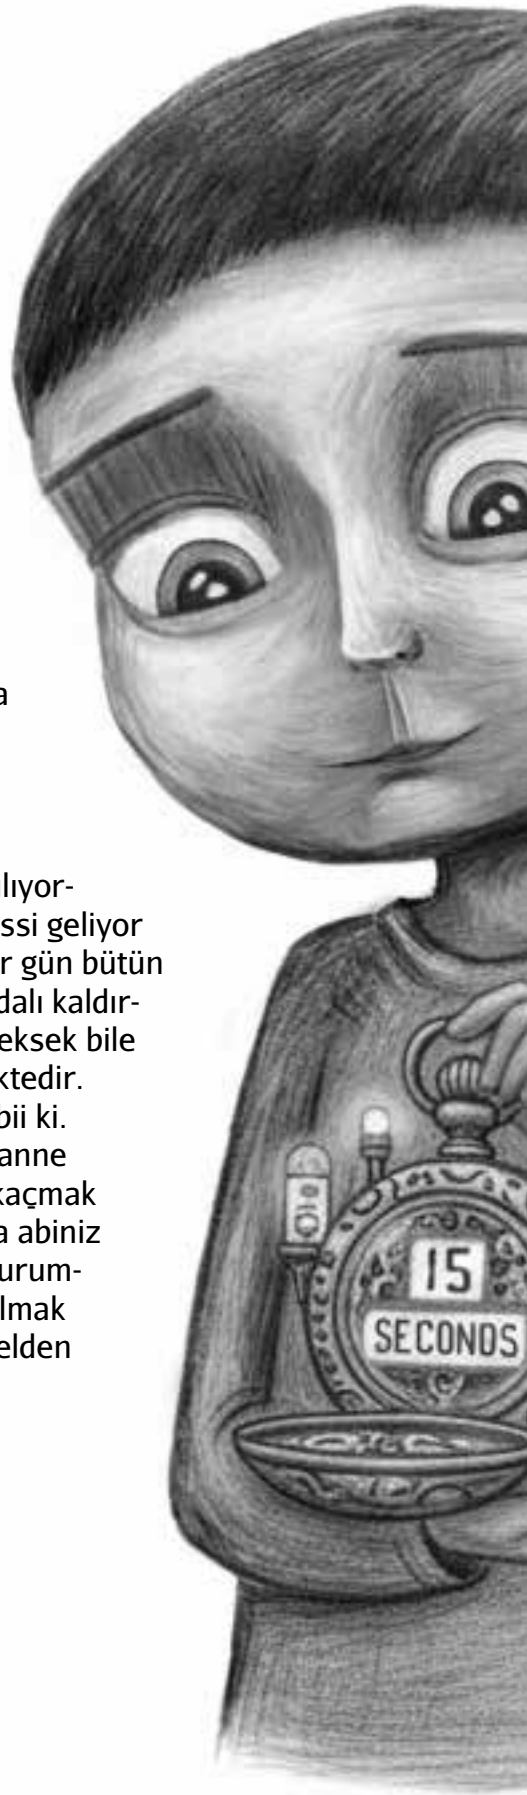 a
lıyor-
ssi geliyor
r gün bütün
dalı kaldır-
eksek bile
ktedir.
bii ki.
anne
kaçmak
a abiniz
urum-
lmak
elden
15
SECONDS